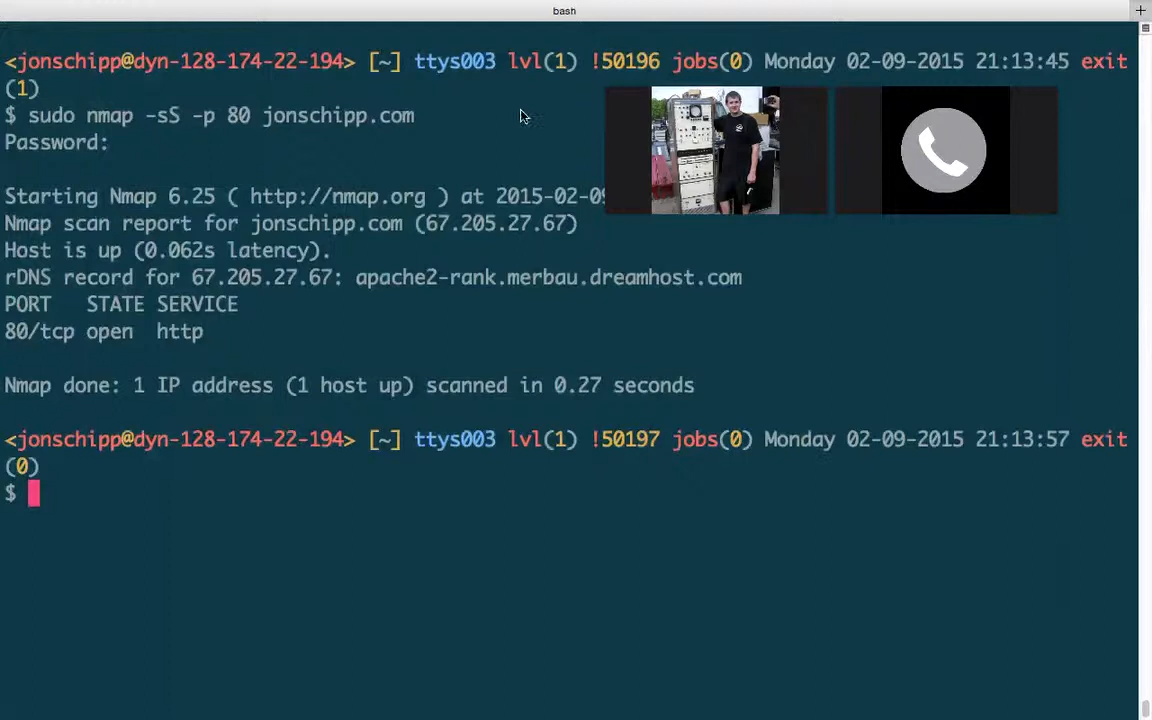 bash
<jonschipp@dyn-128-174-22-194> [~] ttys003 lvl(1) !50196 jobs(0) Monday 02-09-2015 21:13:45 exit
(1)
$ sudo nmap -sS -p 80 jonschipp.com
Password:
Starting Nmap 6.25 ( http://nmap.org ) at 2015-02-09
Nmap scan report for jonschipp.com (67.205.27.67)
Host is up (0.062s latency).
rDNS record for 67.205.27.67: apache2-rank.merbau.dreamhost.com
PORT   STATE SERVICE
80/tcp open  http
Nmap done: 1 IP address (1 host up) scanned in 0.27 seconds
<jonschipp@dyn-128-174-22-194> [~] ttys003 lvl(1) !50197 jobs(0) Monday 02-09-2015 21:13:57 exit
(0)
$